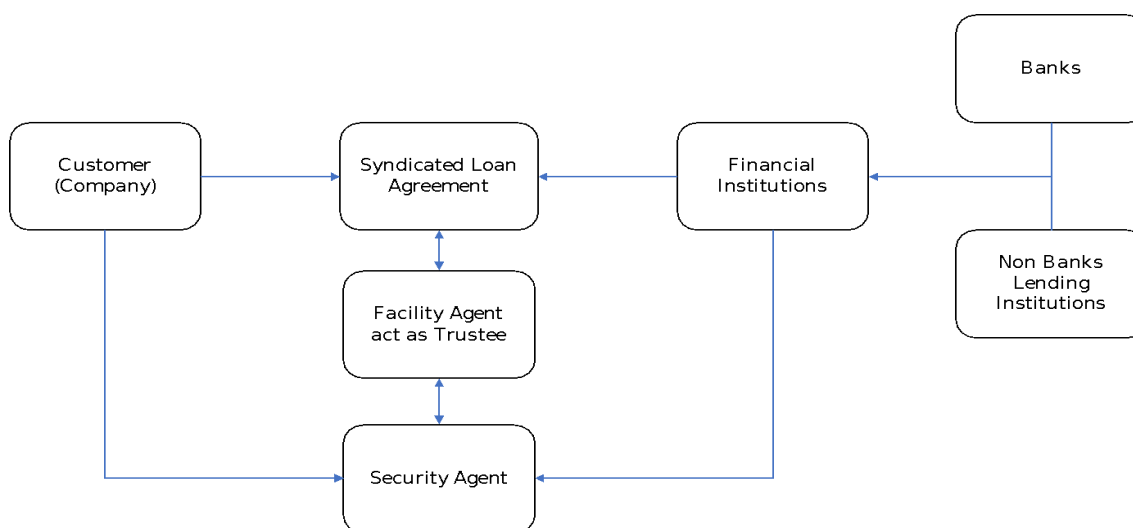 Banks
Customer
(Company)
Syndicated Loan
Agreement
Financial
Institutions
Non Banks
Lending
Institutions
Facility Agent
act as Trustee
Security Agent